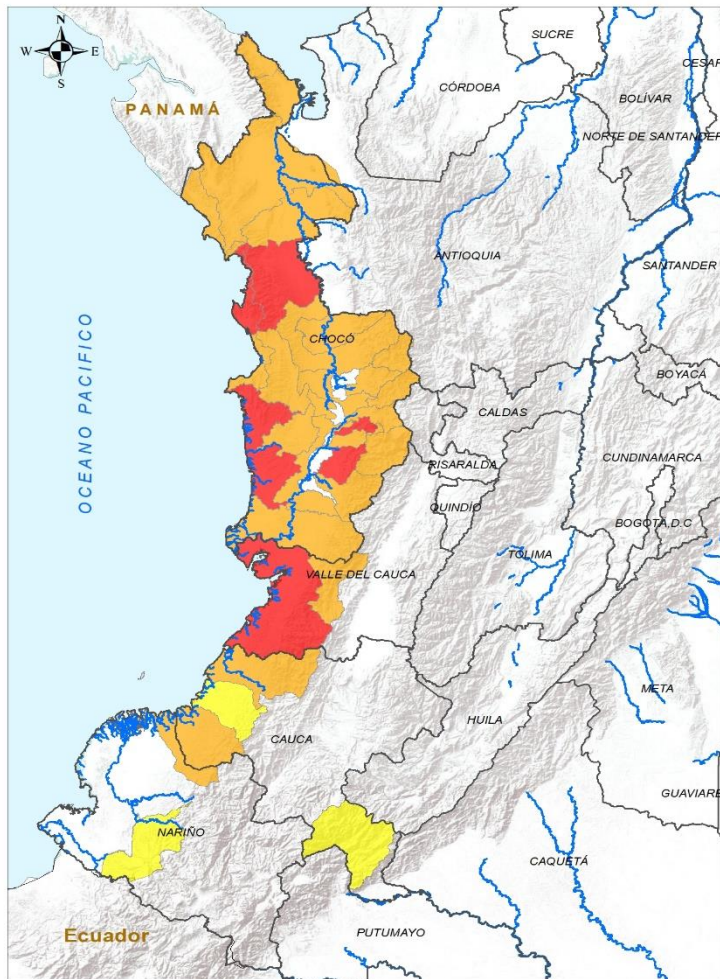 N
W
E
S
SUCRE
CESAR
CÓRDOBA
BOLÍVAR
PANAMÁ
NORTE DE SANTANDER
ANTIOQUIA
SANTANDER
OCEANO PACIFICO
CHOCÓ
BOYACÁ
CALDAS
RISARALDA
CUNDINAMARCA
QUINDÍO
BOGOTÁ, D.C
TOLIMA
VALLE DEL CAUCA
META
HUILA
CAUCA
GUAVIARE
NARIÑO
CAQUETÁ
PUTUMAYO
Ecuador